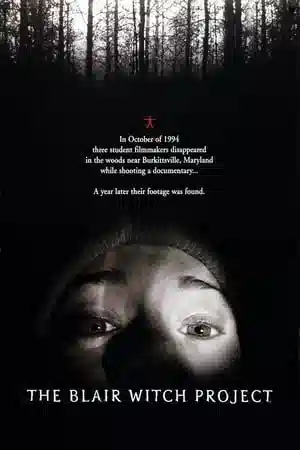 In October of 1994
three student filmmakers disappeared
in the woods near Burkittsville, Maryland
while shooting a documentary...
A year later their footage was found.
THE BLAIR WITCH PROJECT